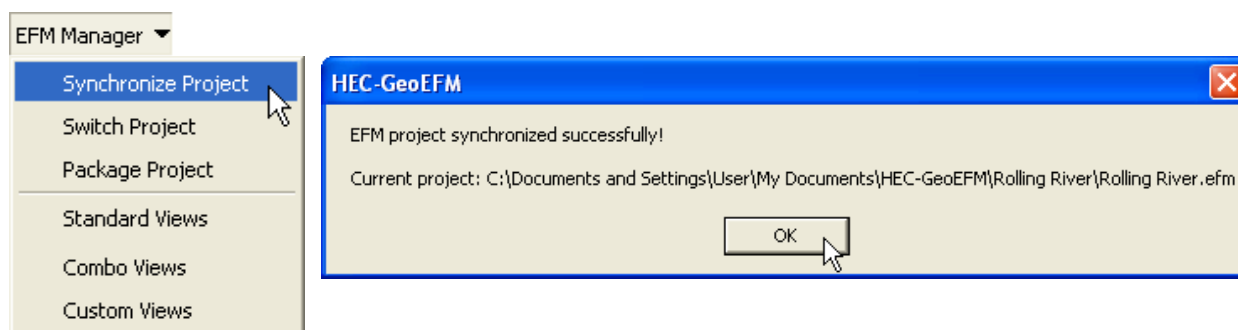 EFM Manager
Synchronize Project
Switch Project
Package Project
Standard Views
Combo Views
Custom Views
HEC-GeoEFM
EFM project synchronized successfully!
Current project: C:\Documents and Settings\User\My Documents\HEC-GeoEFM\Rolling River\Rolling River.efm
OK